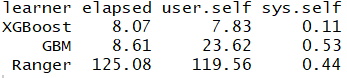 learner elapsed user.self sys.self
XGBoost 8.07 7.83 0.11
GBM 8.61 23.62 0.53
Ranger 125.08 119.56 0.44